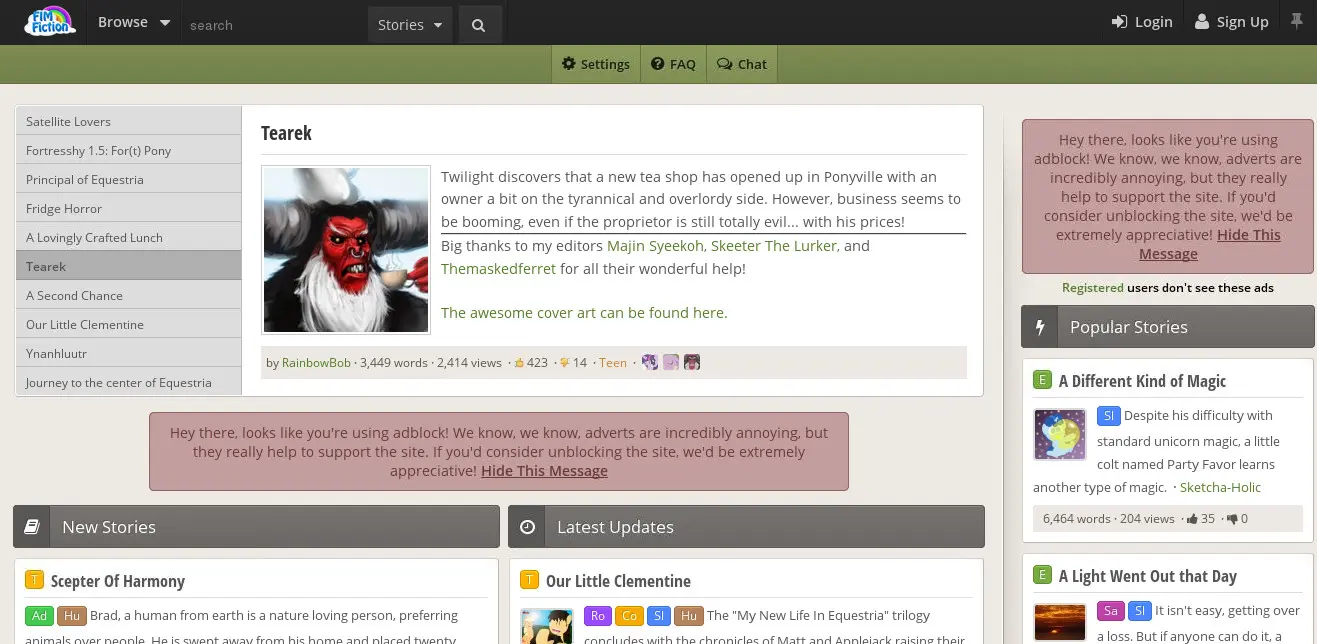 FIM
Fiction
Browse
search
Stories
Login
Sign Up
Settings
FAQ
Chat
Satellite Lovers
Fortresshy 1.5: For(t) Pony
Principal of Equestria
Fridge Horror
A Lovingly Crafted Lunch
Tearek
A Second Chance
Our Little Clementine
Ynanhluutr
Journey to the center of Equestria
Tearek
Twilight discovers that a new tea shop has opened up in Ponyville with an
owner a bit on the tyrannical and overlordy side. However, business seems to
be booming, even if the proprietor is still totally evil... with his prices!
Big thanks to my editors Majin Syeekoh, Skeeter The Lurker, and
Themaskedferret for all their wonderful help!
The awesome cover art can be found here.
by RainbowBob · 3,449 words · 2,414 views · 423 · 14 · Teen ·
Hey there, looks like you're using adblock! We know, we know, adverts are incredibly annoying, but
they really help to support the site. If you'd consider unblocking the site, we'd be extremely
appreciative! Hide This Message
New Stories
T Scepter Of Harmony
Ad Hu Brad, a human from earth is a nature loving person, preferring
animals over people. He is swept away from his home and placed twenty
Latest Updates
T Our Little Clementine
Ro Co Sl Hu The "My New Life In Equestria" trilogy
concludes with the chronicles of Matt and Applejack raising their
Hey there, looks like you're using
adblock! We know, we know, adverts are
incredibly annoying, but they really
help to support the site. If you'd
consider unblocking the site, we'd be
extremely appreciative! Hide This
Message
Registered users don't see these ads
Popular Stories
E A Different Kind of Magic
Sl Despite his difficulty with
standard unicorn magic, a little
colt named Party Favor learns
another type of magic. · Sketcha-Holic
6,464 words · 204 views · 35 · 0
E A Light Went Out that Day
Sa Sl It isn't easy, getting over
a loss. But if anyone can do it, a